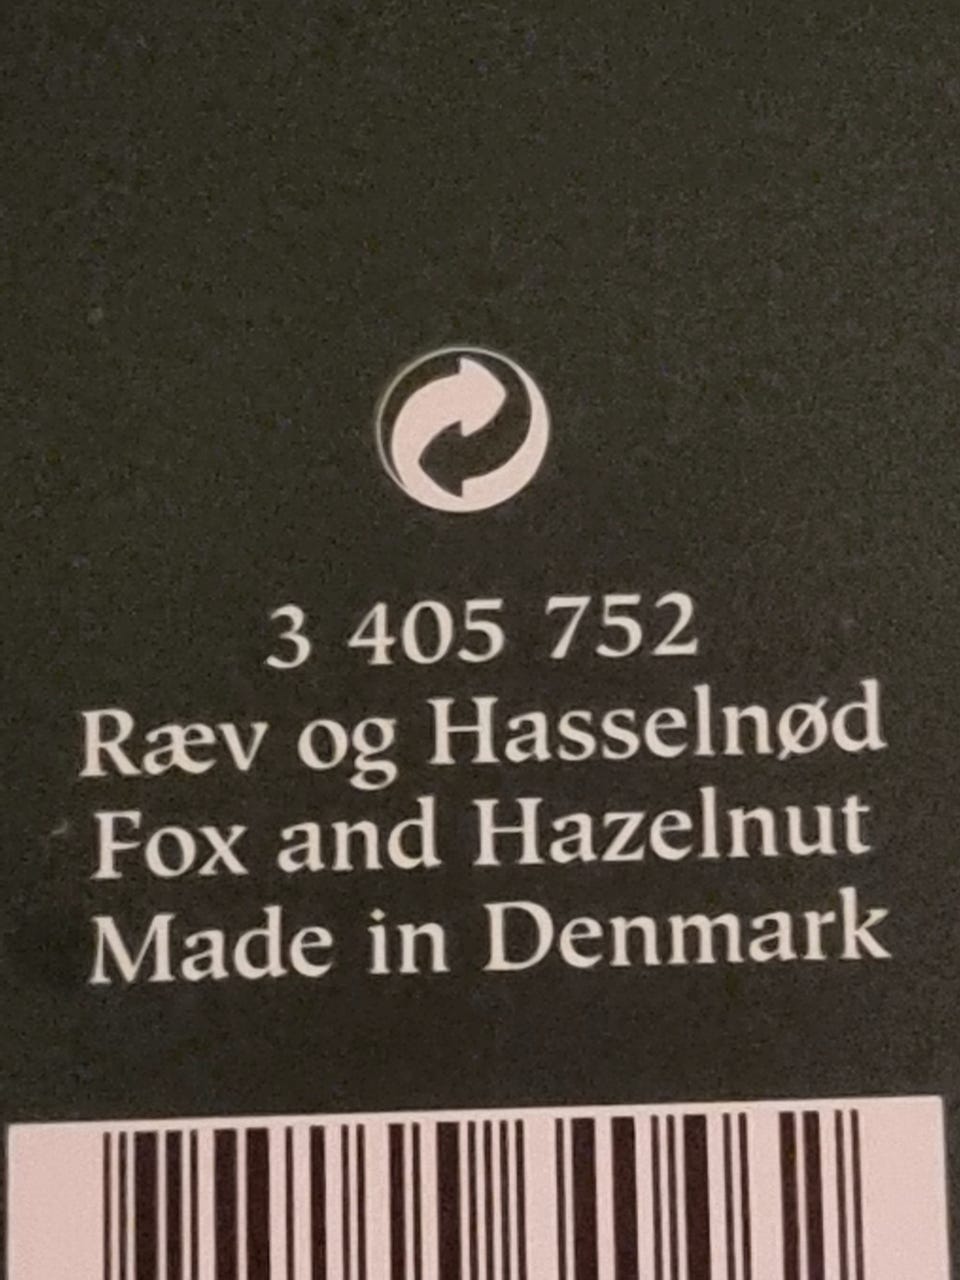 3 405 752
Ræv og Hasselnød
Fox and Hazelnut
Made in Denmark